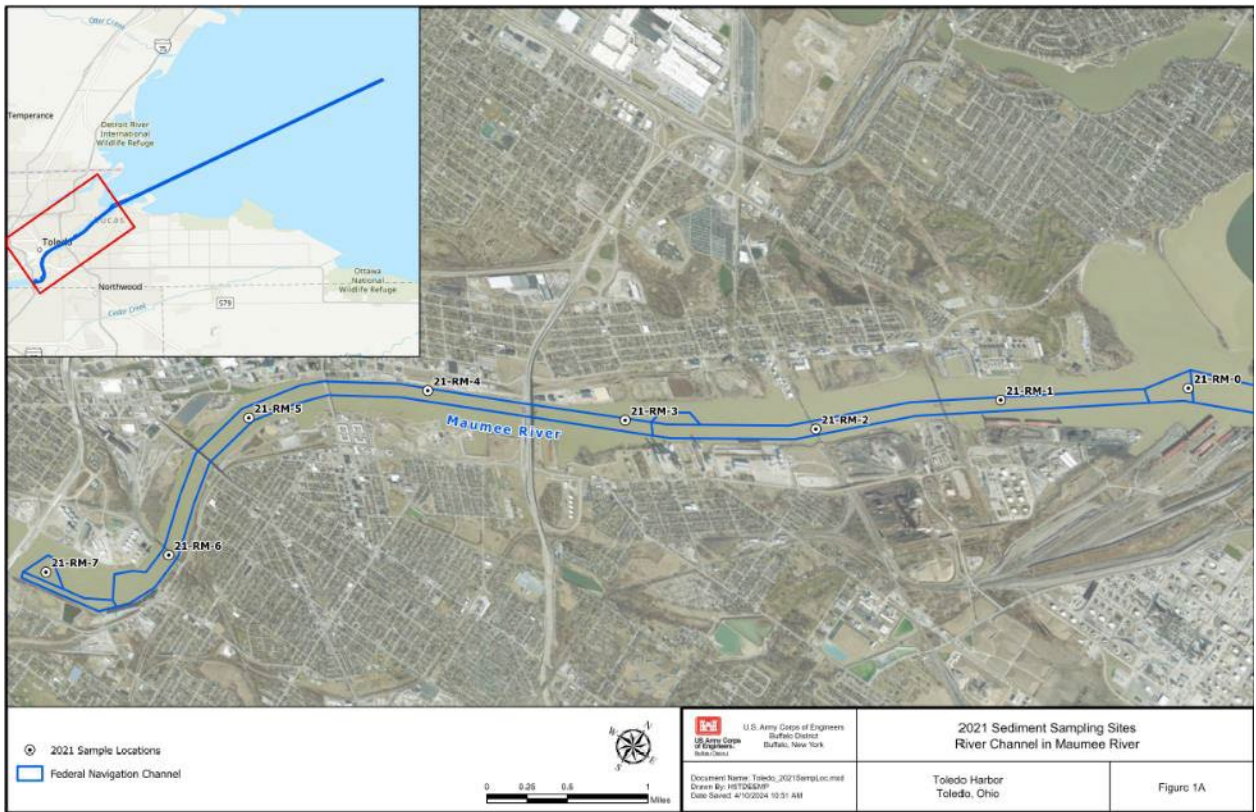 Otter Creek
75
Temperance
Detroit River
International
Wildlife Refuge
Lucas
Toledo
Northwood
Ottawa
National
Wildlife Refuge
579
Cedar Creek
21-RM-0
21-RM-1
21-RM-2
21-RM-3
21-RM-4
21-RM-5
21-RM-6
21-RM-7
Maumee River
2021 Sample Locations
Federal Navigation Channel
N
W
E
S
0 0.25 0.5 1
Miles
US Army Corps
of Engineers.
Buffalo District
U.S. Army Corps of Engineers
Buffalo District
Buffalo, New York
Document Name: Toledo_2021SampLoc.mxd
Drawn By:
Date Saved: 4/10/2024 10:51 AM
2021 Sediment Sampling Sites
River Channel in Maumee River
Toledo Harbor
Toledo, Ohio
Figure 1A